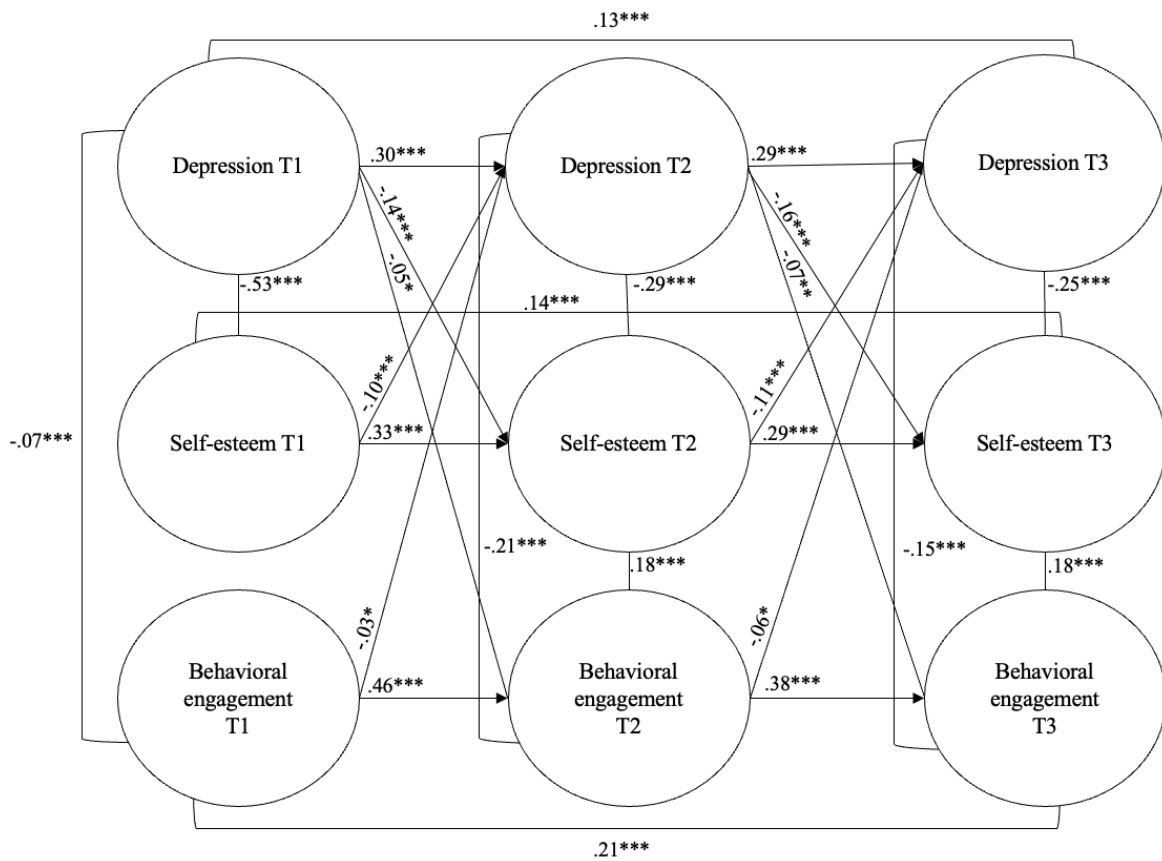 .13***
Depression T1
.30***
Depression T2
.29***
Depression T3
-.14***
-.05*
-.16***
-.07**
-.53***
-.29***
-.25***
.14***
-.10***
-.11***
-.07***
Self-esteem T1
.33***
Self-esteem T2
.29***
Self-esteem T3
-.21***
-.15***
.18***
.18***
-.03*
-.06*
Behavioral
engagement
T1
.46***
Behavioral
engagement
T2
.38***
Behavioral
engagement
T3
.21***